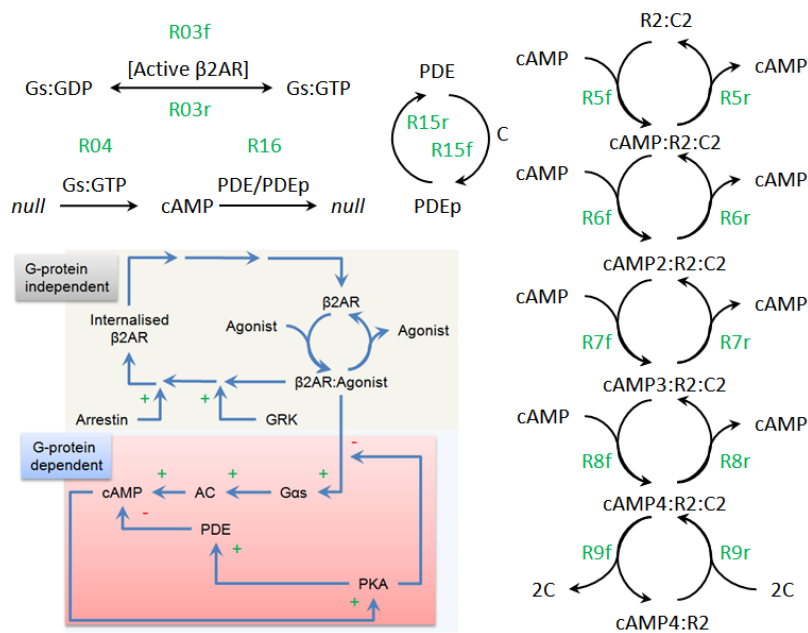 R03f
[Active β2AR]
Gs:GDP
Gs:GTP
R03r
R04
R16
Gs:GTP
PDE/PDEp
null
cAMP
null
PDE
R15r
R15f
C
PDEp
R2:C2
cAMP
cAMP
R5f
R5r
cAMP:R2:C2
cAMP
cAMP
R6f
R6r
cAMP2:R2:C2
cAMP
cAMP
R7f
R7r
cAMP3:R2:C2
cAMP
cAMP
R8f
R8r
cAMP4:R2:C2
R9f
R9r
2C
2C
cAMP4:R2
G-protein
independent
β2AR
Internalised
β2AR
Agonist
Agonist
β2AR:Agonist
+
+
Arrestin
GRK
G-protein
dependent
-
+
+
+
cAMP
AC
Gαs
-
PDE
+
PKA
+